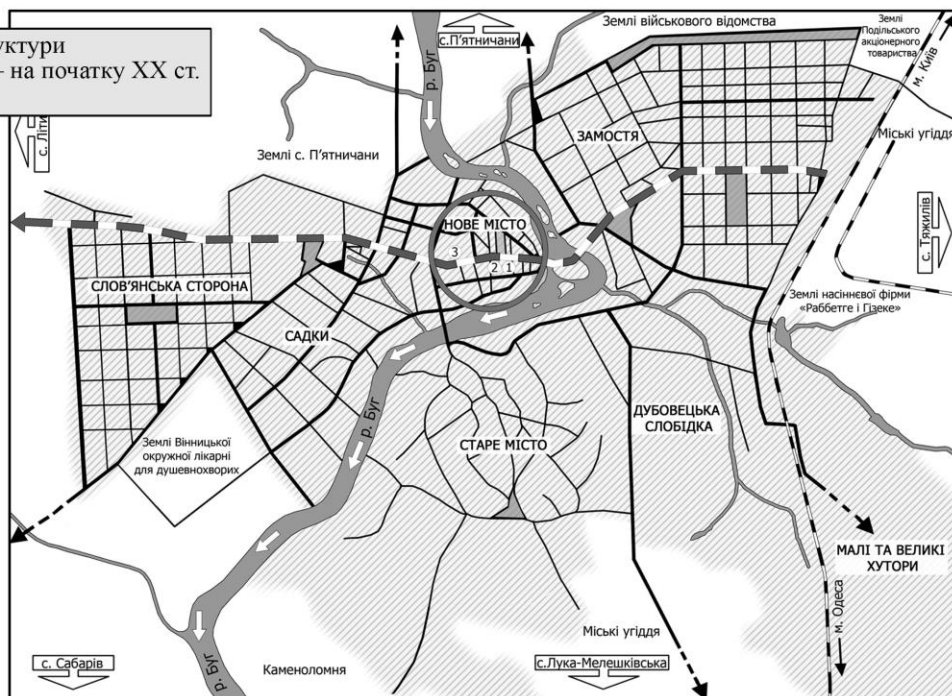 уктури
– на початку ХХ ст.
с.П'ятничани
р. Буг
Землі військового відомства
Землі
Подільського
акціонерного
товариства
м. Київ
Міські угіддя
с. Тяжилів
Землі с. П'ятничани
ЗАМОСТЯ
НОВЕ МІСТО
3
2
1
СЛОВ'ЯНСЬКА СТОРОНА
САДКИ
Землі насіннєвої фірми
«Раббетге і Гізеке»
р. Буг
ДУБОВЕЦЬКА
СЛОБІДКА
СТАРЕ МІСТО
Землі Вінницької
окружної лікарні
для душевнохворих
МАЛІ ТА ВЕЛИКІ
ХУТОРИ
м. Одеса
Міські угіддя
р. Буг
Каменоломня
с. Сабарів
с.Лука-Мелешківська